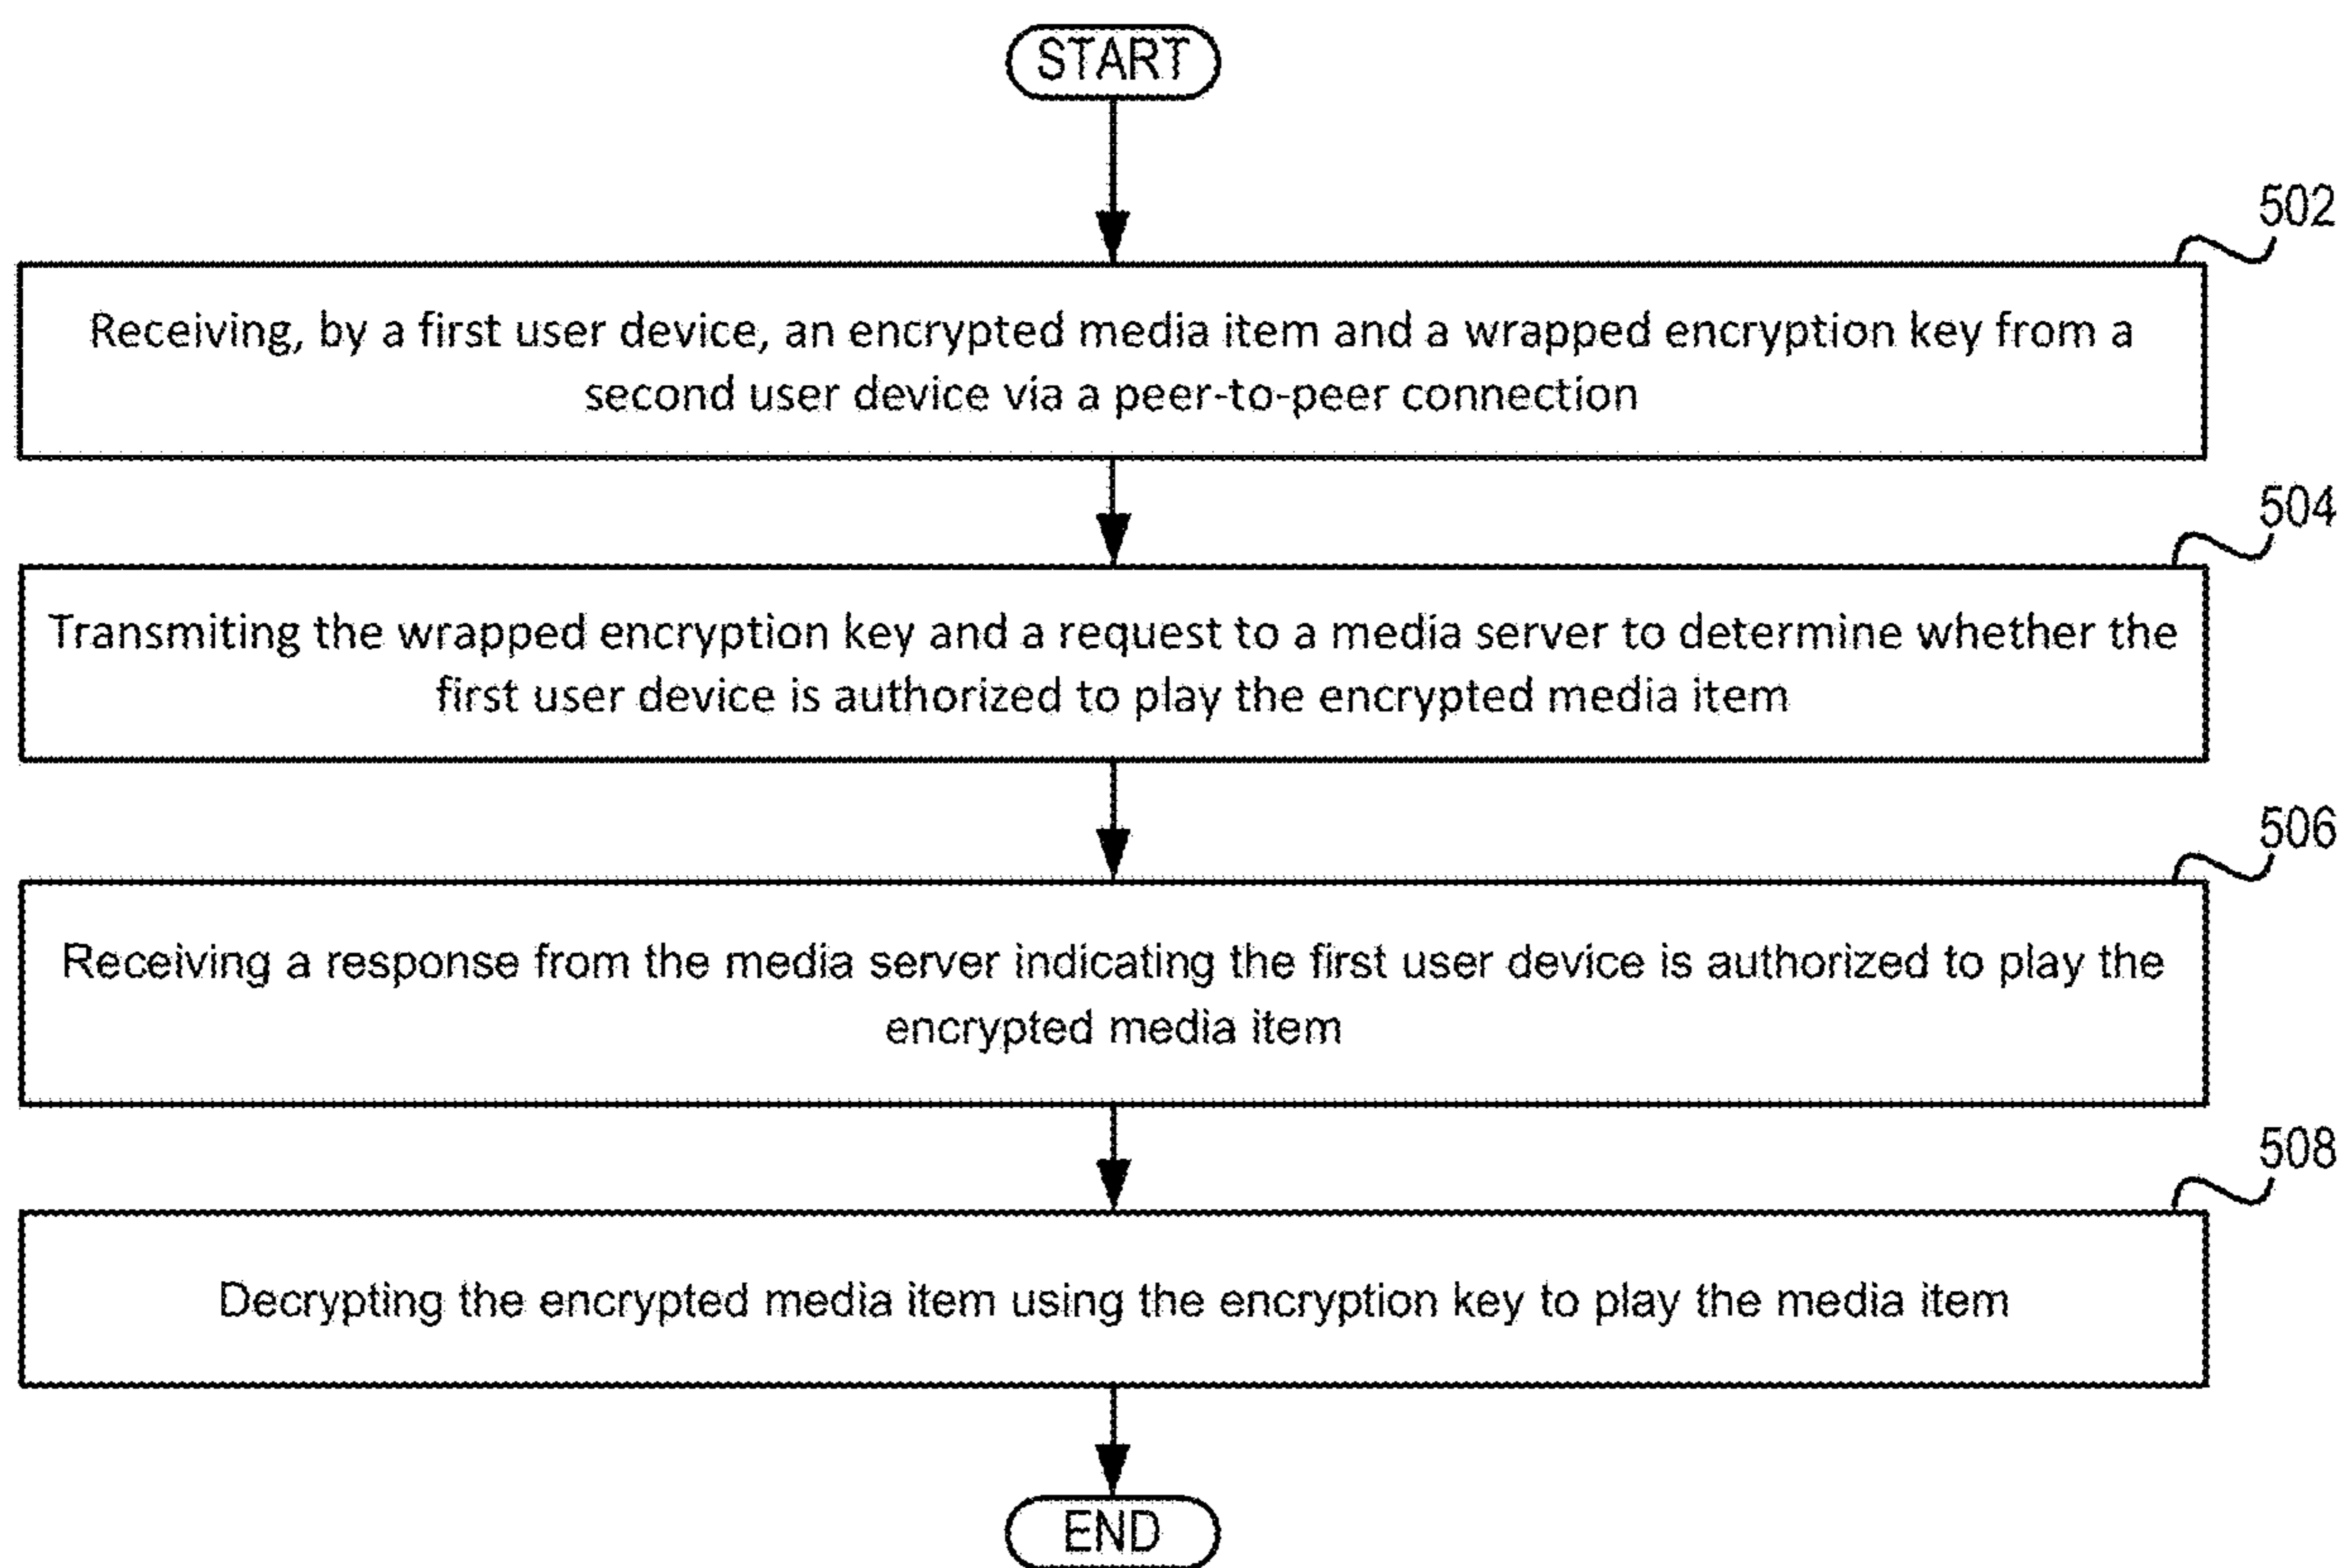 START
502
Receiving, by a first user device, an encrypted media item and a wrapped encryption key from a
second user device via a peer-to-peer connection
504
Transmiting the wrapped encryption key and a request to a media server to determine whether the
first user device is authorized to play the encrypted media item
506
Receiving a response from the media server indicating the first user device is authorized to play the
encrypted media item
508
Decrypting the encrypted media item using the encryption key to play the media item
END